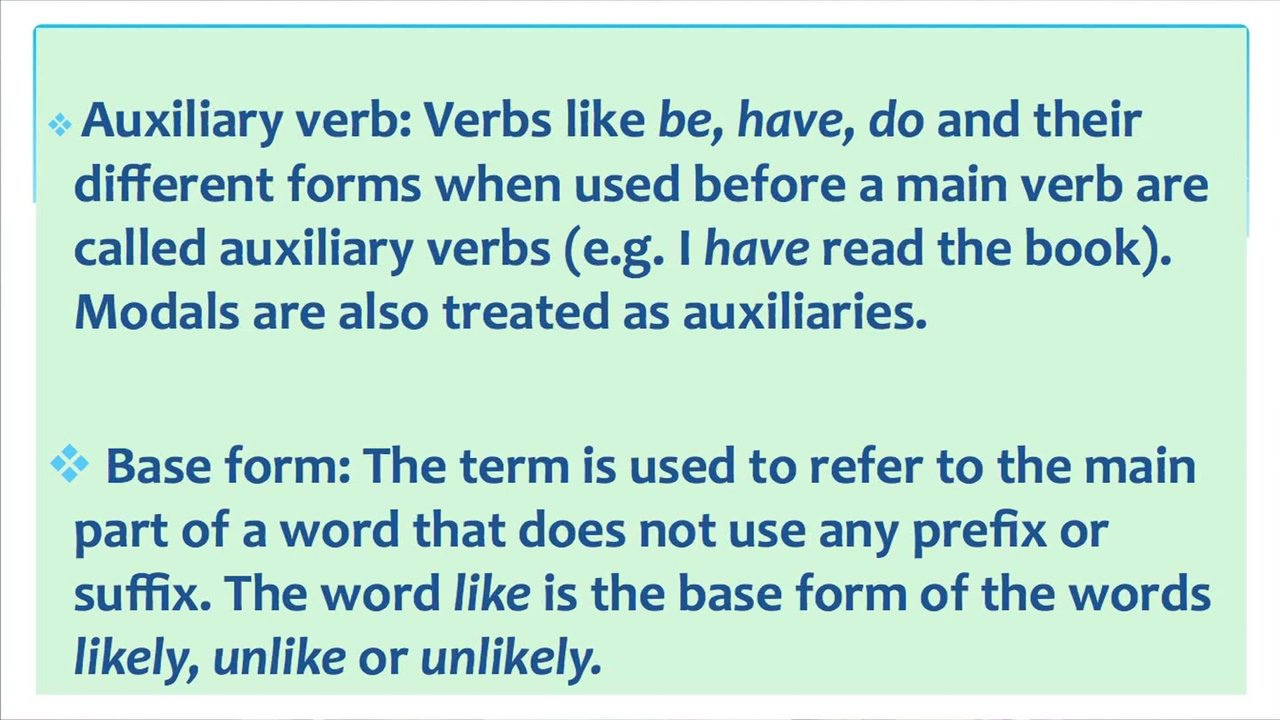 ❖ Auxiliary verb: Verbs like be, have, do and their
different forms when used before a main verb are
called auxiliary verbs (e.g. I have read the book).
Modals are also treated as auxiliaries.
❖ Base form: The term is used to refer to the main
part of a word that does not use any prefix or
suffix. The word like is the base form of the words
likely, unlike or unlikely.